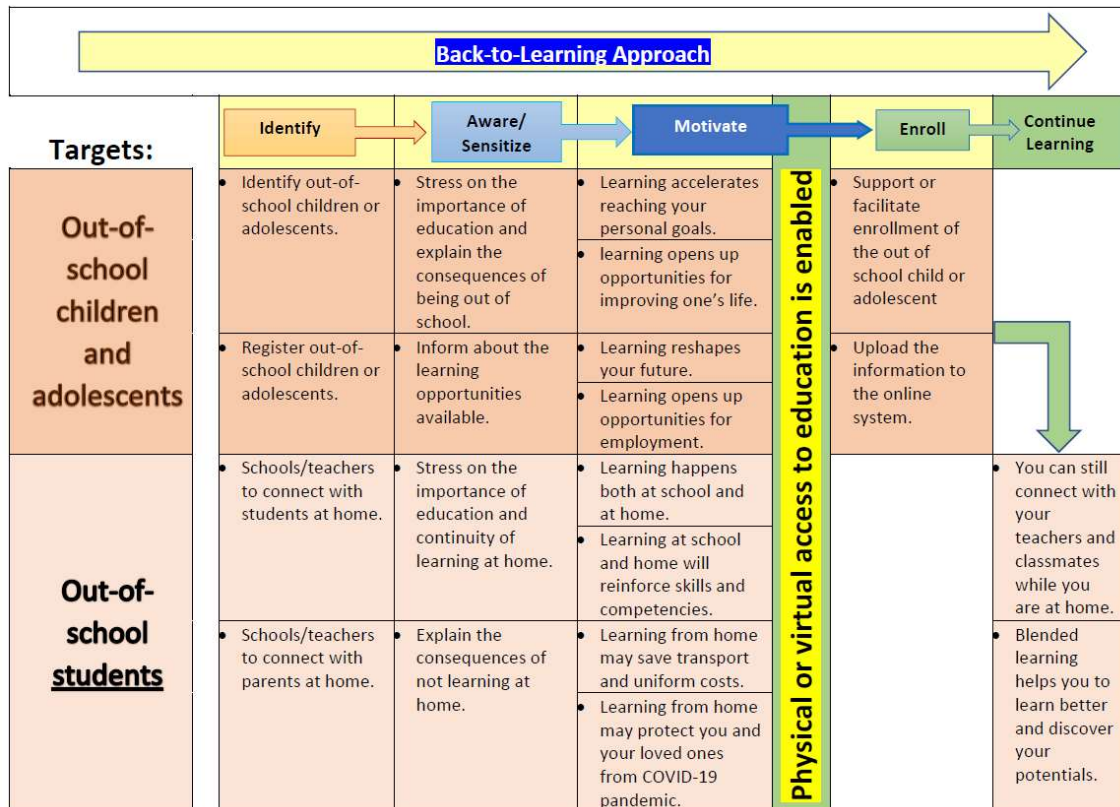 Back-to-Learning Approach
Targets:
Identify
Aware/
Sensitize
Motivate
Enroll
Continue
Learning
Out-of-
school
children
and
adolescents
• Identify out-of-
school children or
adolescents.
• Stress on the
importance of
education and
explain the
consequences of
being out of
school.
• Learning accelerates
reaching your
personal goals.
• learning opens up
opportunities for
improving one’s life.
• Support or
facilitate
enrollment of
the out of
school child or
adolescent
• Register out-of-
school children or
adolescents.
• Inform about the
learning
opportunities
available.
• Learning reshapes
your future.
• Learning opens up
opportunities for
employment.
• Upload the
information to
the online
system.
Physical or virtual access to education is enabled
Out-of-
school
students
• Schools/teachers
to connect with
students at home.
• Stress on the
importance of
education and
continuity of
learning at home.
• Learning happens
both at school and
at home.
• Learning at school
and home will
reinforce skills and
competencies.
• You can still
connect with
your
teachers and
classmates
while you
are at home.
• Schools/teachers
to connect with
parents at home.
• Explain the
consequences of
not learning at
home.
• Learning from home
may save transport
and uniform costs.
• Learning from home
may protect you and
your loved ones
from COVID-19
pandemic.
• Blended
learning
helps you to
learn better
and discover
your
potentials.